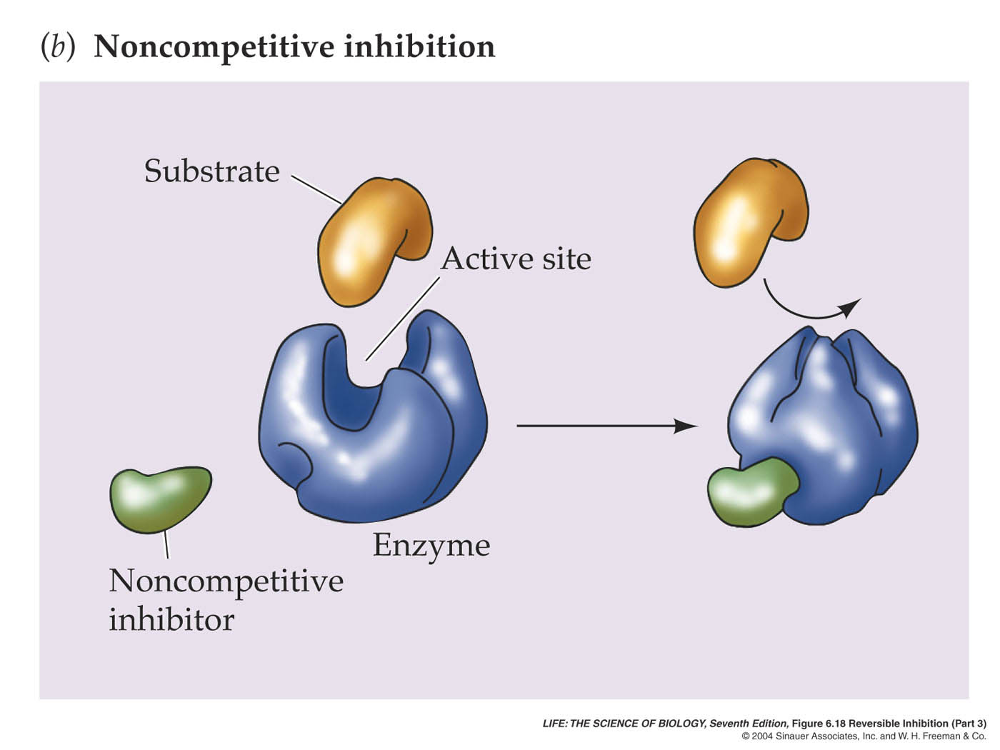 (b) Noncompetitive inhibition
Substrate
Active site
Enzyme
Noncompetitive
inhibitor
LIFE: THE SCIENCE OF BIOLOGY, Seventh Edition, Figure 6.18 Reversible Inhibition (Part 3)
© 2004 Sinauer Associates, Inc. and W. H. Freeman & Co.